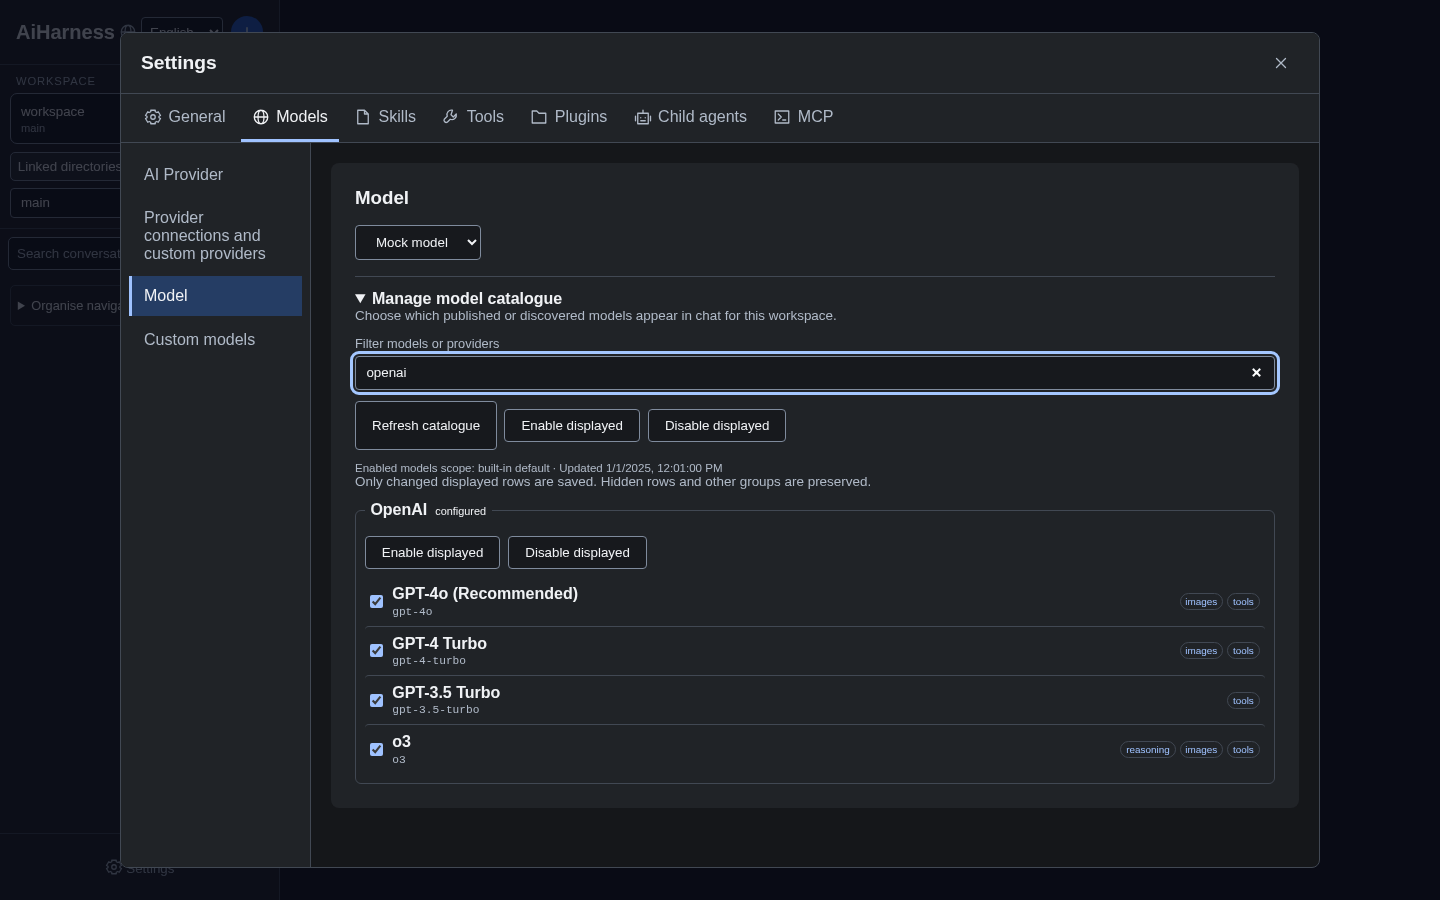 AiHarness
English
WORKSPACE
workspace
main
Linked directories
main
Search conversat
Organise naviga
Settings
Settings
General
Models
Skills
Tools
Plugins
Child agents
MCP
AI Provider
Provider
connections and
custom providers
Model
Custom models
Model
Mock model
Manage model catalogue
Choose which published or discovered models appear in chat for this workspace.
Filter models or providers
openai
Refresh catalogue
Enable displayed
Disable displayed
Enabled models scope: built-in default · Updated 1/1/2025, 12:01:00 PM
Only changed displayed rows are saved. Hidden rows and other groups are preserved.
OpenAI configured
Enable displayed
Disable displayed
GPT-4o (Recommended)
gpt-4o
images tools
GPT-4 Turbo
gpt-4-turbo
images tools
GPT-3.5 Turbo
gpt-3.5-turbo
tools
o3
o3
reasoning images tools